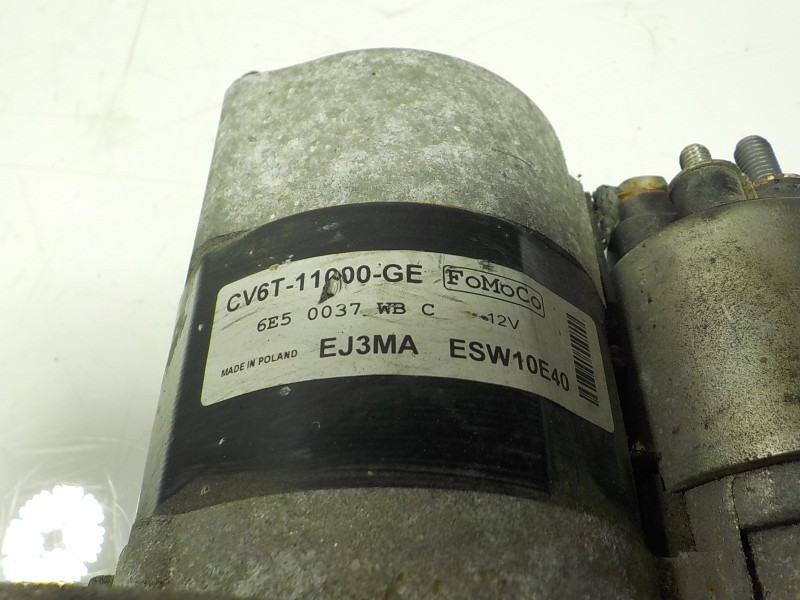 CV6T-11000-GE FoMoCo
6E5 0037 WB C 12V
MADE IN POLAND EJ3MA ESW10E40